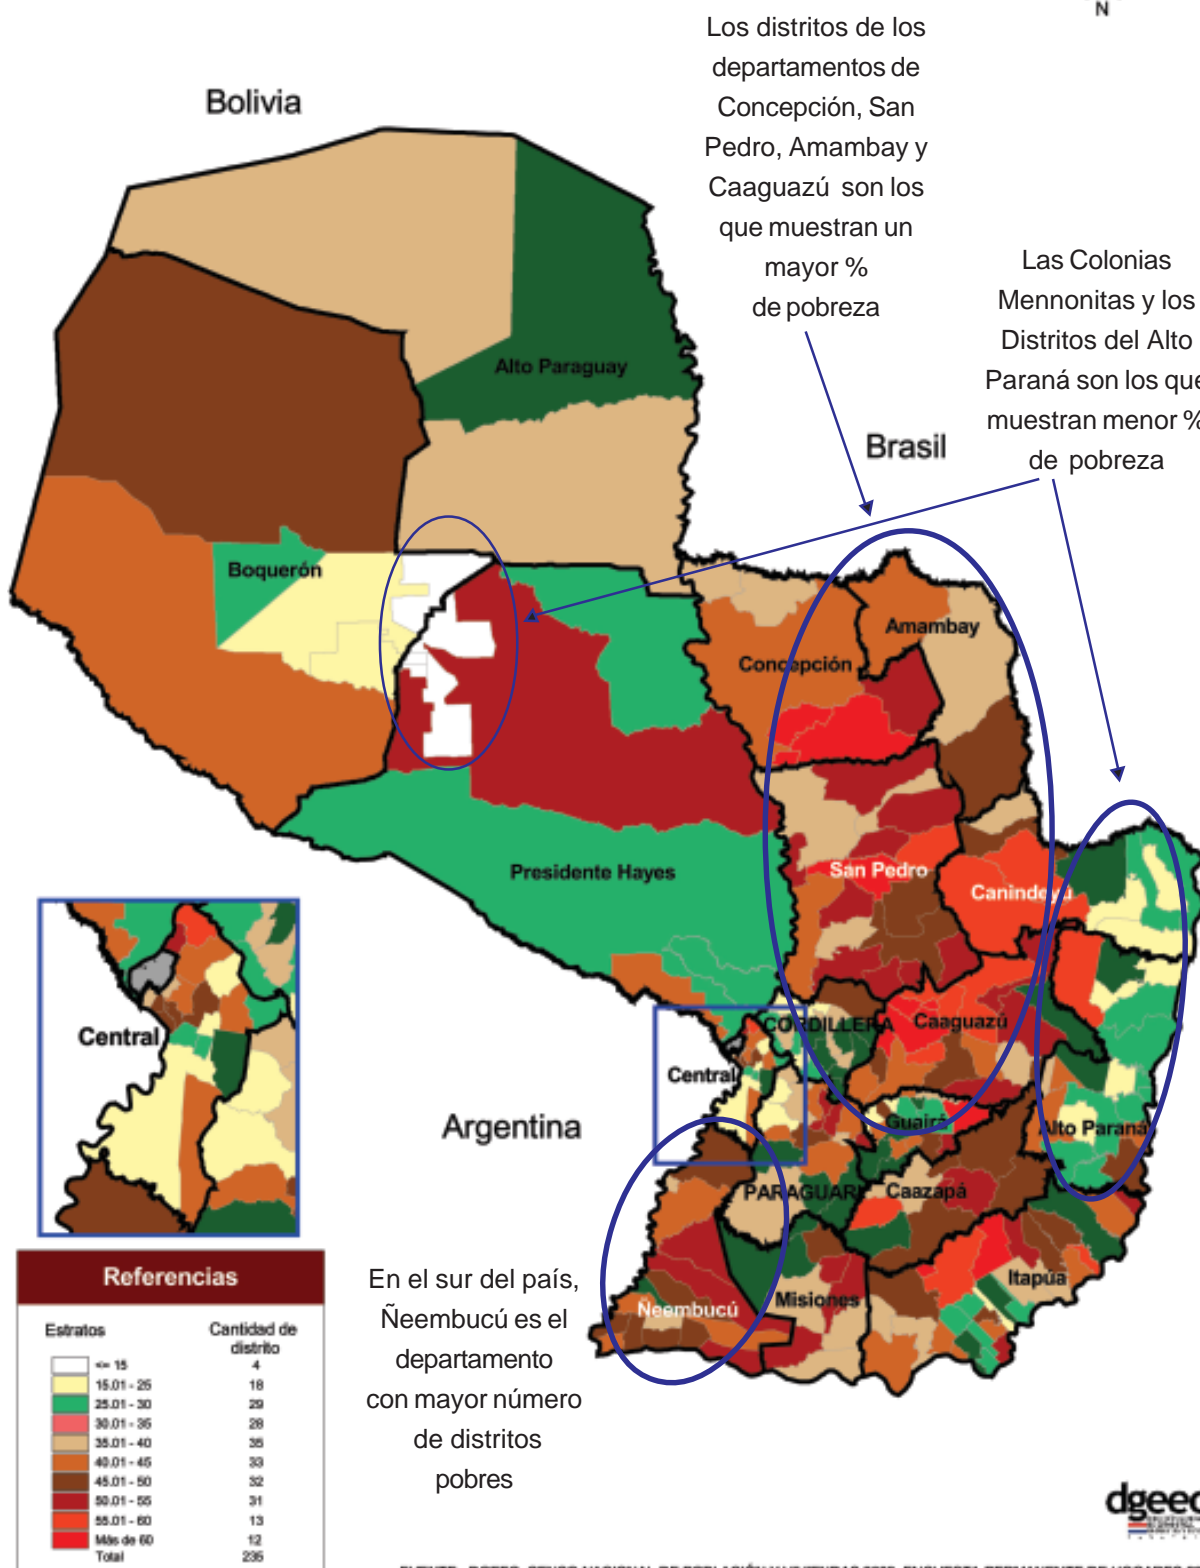 N
Los distritos de los
departamentos de
Concepción, San
Pedro, Amambay y
Caaguazú son los
que muestran un
mayor %
de pobreza
Bolivia
Las Colonias
Mennonitas y los
Distritos del Alto
Paraná son los que
muestran menor %
de pobreza
Alto Paraguay
Brasil
Boquerón
Amambay
Concepción
Presidente Hayes
San Pedro
Canindeyú
Central
CORDILLERA
Caaguazú
Central
Argentina
Guairá
Alto Paraná
PARAGUARI
Caazapá
Itapúa
Misiones
Ñeembucú
En el sur del país,
Ñeembucú es el
departamento
con mayor número
de distritos
pobres
Referencias
Estratos Cantidad de
distrito
<= 15 4
15.01 - 25 18
25.01 - 30 29
30.01 - 35 28
35.01 - 40 35
40.01 - 45 33
45.01 - 50 32
50.01 - 55 31
55.01 - 60 13
Más de 60 12
Total 235
dgeec